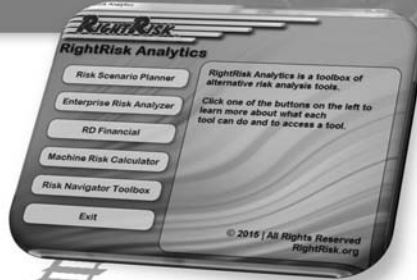 RightRisk
RightRisk Analytics
Risk Scenario Planner
Enterprise Risk Analyzer
RD Financial
Machine Risk Calculator
Risk Navigator Toolbox
Exit
RightRisk Analytics is a toolbox of
alternative risk analysis tools.
Click one of the buttons on the left to
learn more about what each
tool can do and to access a tool.
© 2015 | All Rights Reserved
RightRisk.org